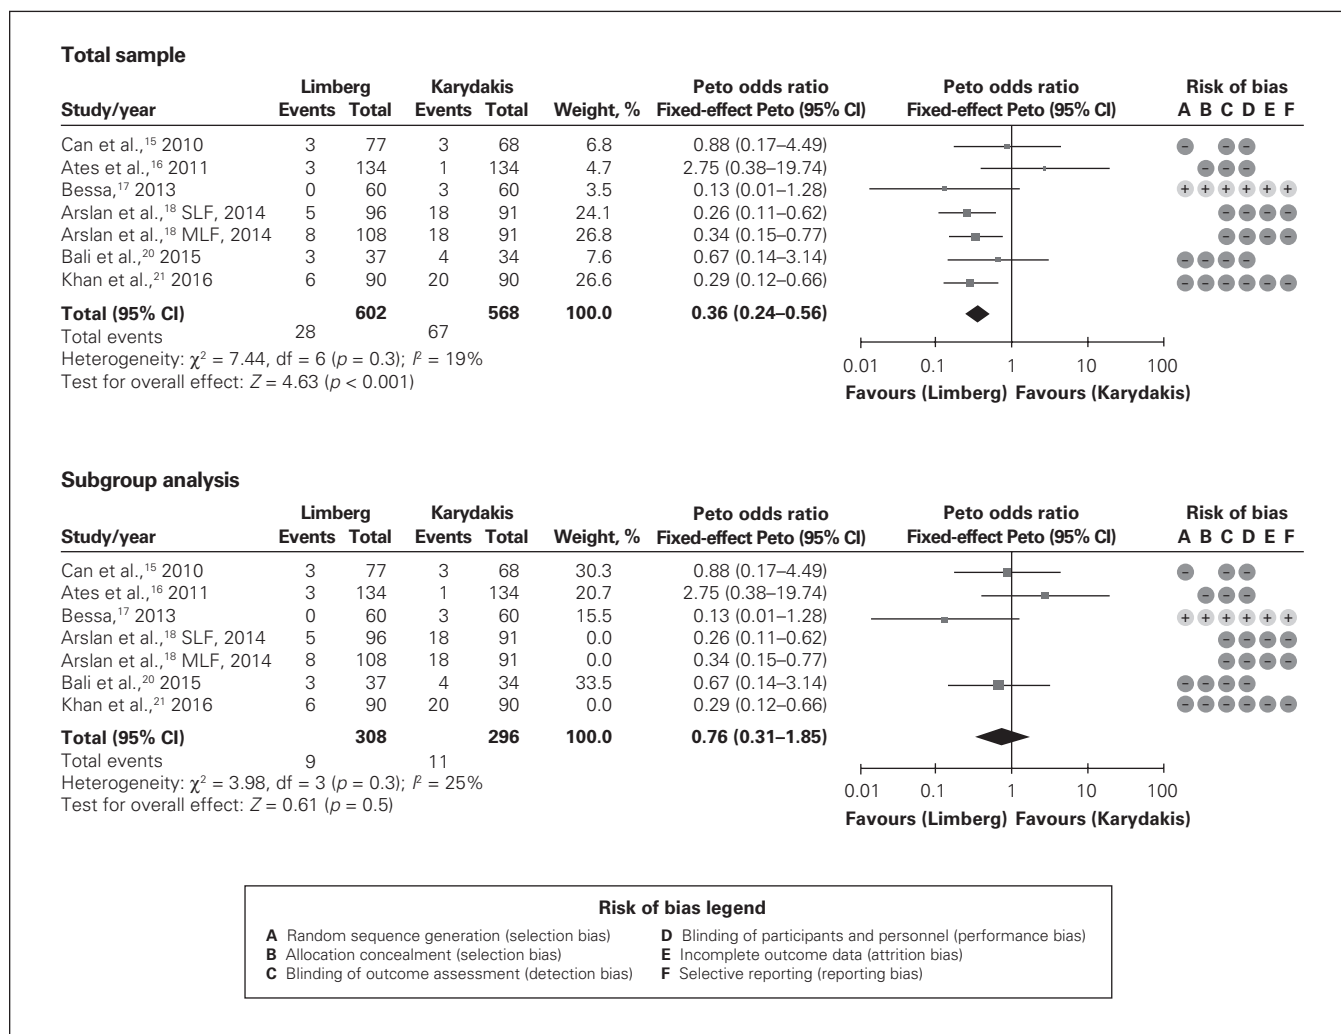 Total sample
Limberg Karydakis Peto odds ratio Peto odds ratio Risk of bias
Study/year Events Total Events Total Weight, % Fixed-effect Peto (95% CI) Fixed-effect Peto (95% CI) A B C D E F
Can et al.,15 2010 3 77 3 68 6.8 0.88 (0.17–4.49) – – –
Ates et al.,16 2011 3 134 1 134 4.7 2.75 (0.38–19.74) – – –
Bessa,17 2013 0 60 3 60 3.5 0.13 (0.01–1.28) + + + + + +
Arslan et al.,18 SLF, 2014 5 96 18 91 24.1 0.26 (0.11–0.62) – – – –
Arslan et al.,18 MLF, 2014 8 108 18 91 26.8 0.34 (0.15–0.77) – – – –
Bali et al.,20 2015 3 37 4 34 7.6 0.67 (0.14–3.14) – – – –
Khan et al.,21 2016 6 90 20 90 26.6 0.29 (0.12–0.66) – – – – – –
Total (95% CI) 602 568 100.0 0.36 (0.24–0.56)
Total events 28 67
Heterogeneity: χ2 = 7.44, df = 6 (p = 0.3); I2 = 19%
Test for overall effect: Z = 4.63 (p < 0.001)
0.01 0.1 1 10 100
Favours (Limberg) Favours (Karydakis)
Subgroup analysis
Limberg Karydakis Peto odds ratio Peto odds ratio Risk of bias
Study/year Events Total Events Total Weight, % Fixed-effect Peto (95% CI) Fixed-effect Peto (95% CI) A B C D E F
Can et al.,15 2010 3 77 3 68 30.3 0.88 (0.17–4.49) – – –
Ates et al.,16 2011 3 134 1 134 20.7 2.75 (0.38–19.74) – – –
Bessa,17 2013 0 60 3 60 15.5 0.13 (0.01–1.28) + + + + + +
Arslan et al.,18 SLF, 2014 5 96 18 91 0.0 0.26 (0.11–0.62) – – – –
Arslan et al.,18 MLF, 2014 8 108 18 91 0.0 0.34 (0.15–0.77) – – – –
Bali et al.,20 2015 3 37 4 34 33.5 0.67 (0.14–3.14) – – – –
Khan et al.,21 2016 6 90 20 90 0.0 0.29 (0.12–0.66) – – – – – –
Total (95% CI) 308 296 100.0 0.76 (0.31–1.85)
Total events 9 11
Heterogeneity: χ2 = 3.98, df = 3 (p = 0.3); I2 = 25%
Test for overall effect: Z = 0.61 (p = 0.5)
0.01 0.1 1 10 100
Favours (Limberg) Favours (Karydakis)
Risk of bias legend
A Random sequence generation (selection bias)
B Allocation concealment (selection bias)
C Blinding of outcome assessment (detection bias)
D Blinding of participants and personnel (performance bias)
E Incomplete outcome data (attrition bias)
F Selective reporting (reporting bias)